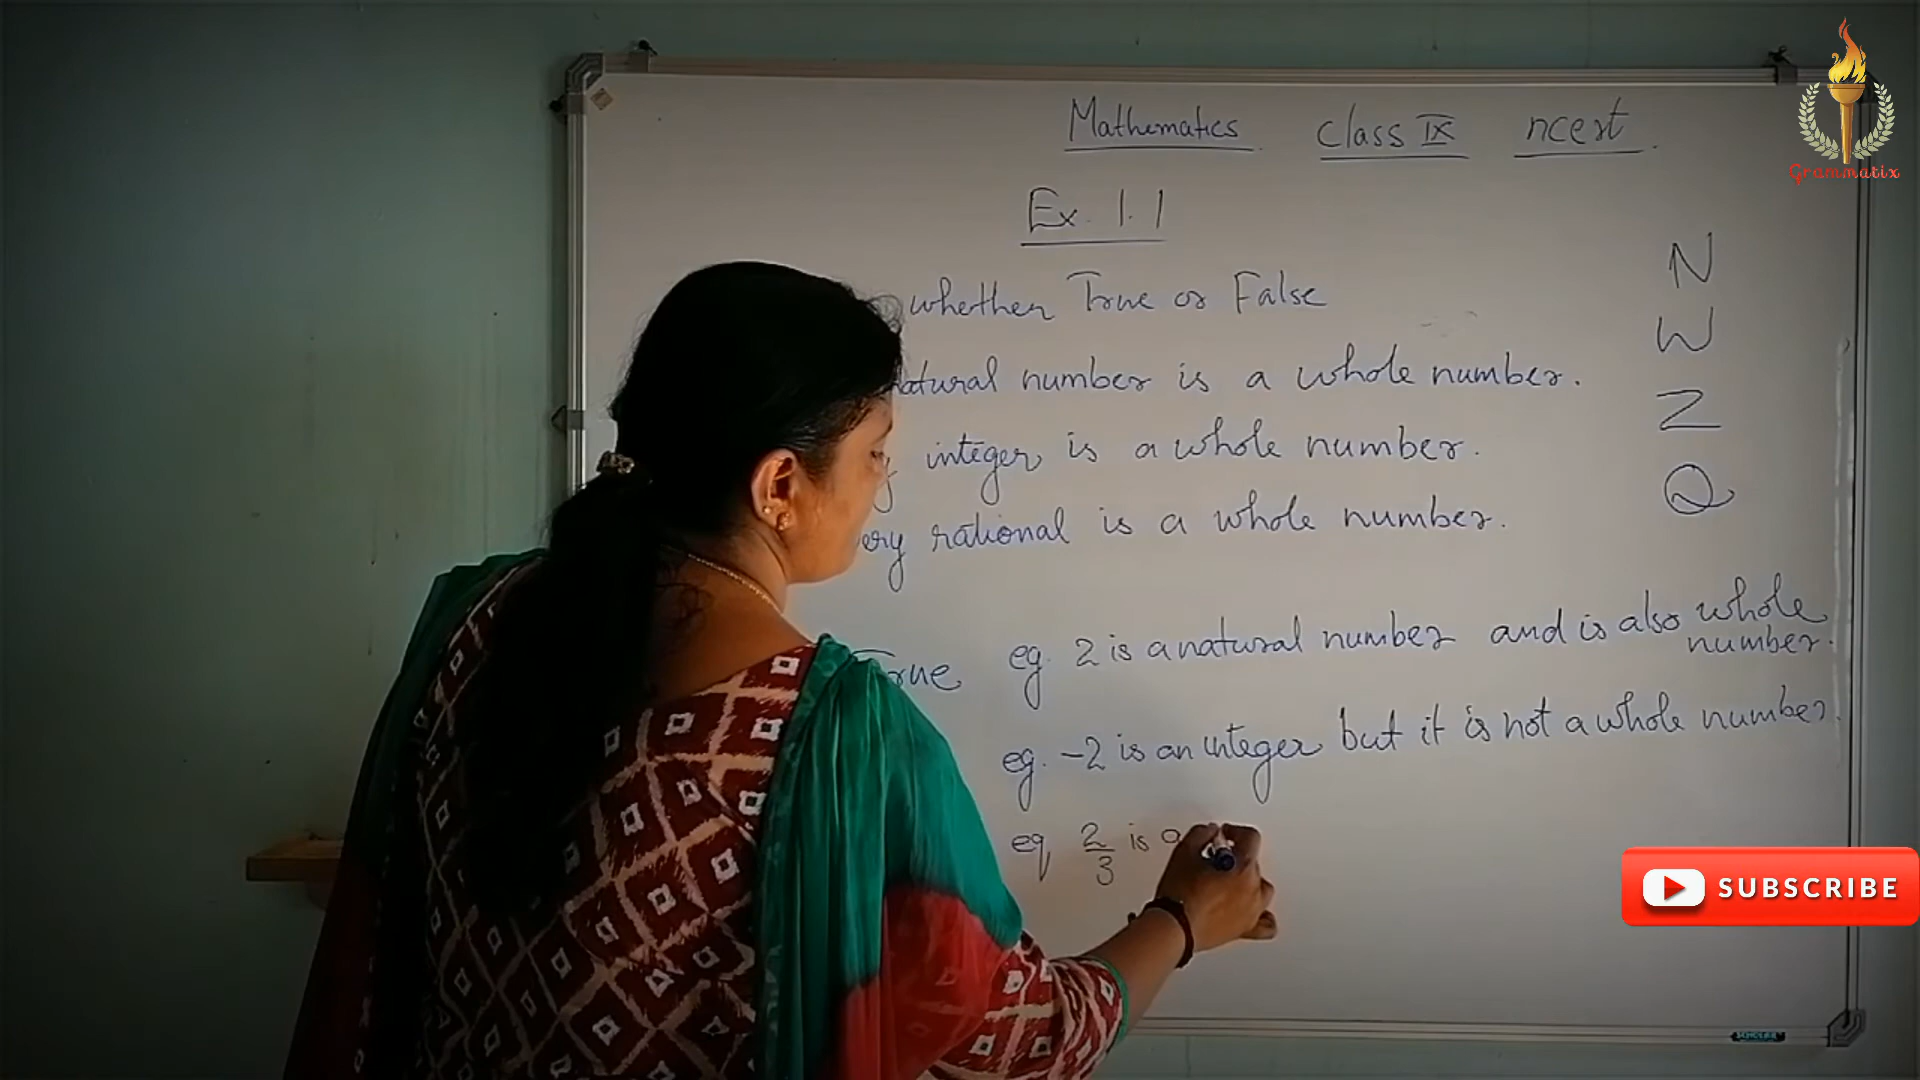 Mathematics Class IX ncert
Grammatix
Ex. 1.1
whether True or False
natural number is a whole number.
integer is a whole number.
ery rational is a whole number.
N
W
Z
Q
True eg. 2 is a natural number and is also whole
number.
eg. -2 is an integer but it is not a whole number.
eg 2/3 is a
SUBSCRIBE